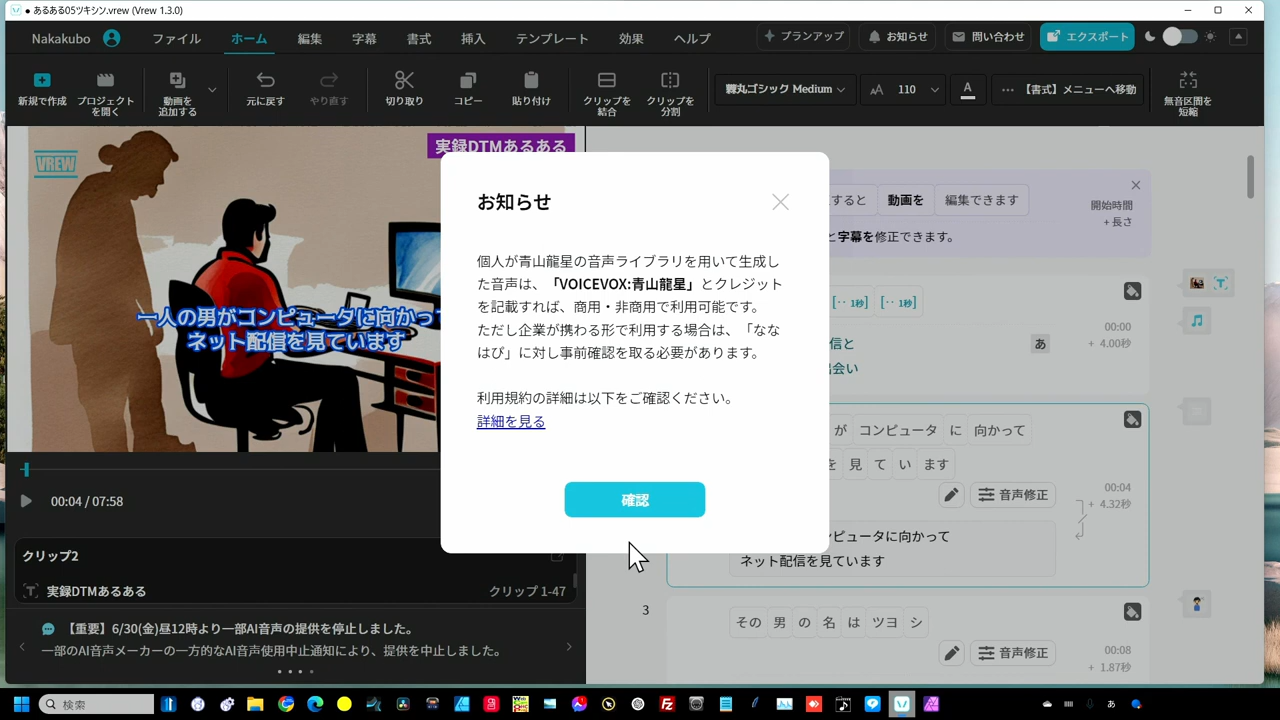 ● あるある05ツキシン.vrew (Vrew 1.3.0)
Nakakubo ファイル ホーム 編集 字幕 書式 挿入 テンプレート 効果 ヘルプ プランアップ お知らせ 問い合わせ エクスポート
新規で作成 プロジェクトを開く 動画を追加する 元に戻す やり直す 切り取り コピー 貼り付け クリップを結合 クリップを分割 Medium AA 110 A ··· 【書式】メニューへ移動 無音区間を短縮
VREW
実録DTMあるある
一人の男がコンピュータに向かって
ネット配信を見ています
00:04 / 07:58
クリップ2
実録DTMあるある クリップ 1-47
【重要】6/30(金)昼12時より一部AI音声の提供を停止しました。
一部のAI音声メーカーの一方的なAI音声使用中止通知により、提供を中止しました。
お知らせ
個人が青山龍星の音声ライブラリを用いて生成し
た音声は、「VOICEVOX:青山龍星」とクレジット
を記載すれば、商用・非商用で利用可能です。
ただし企業が携わる形で利用する場合は、「なな
はぴ」に対し事前確認を取る必要があります。
利用規約の詳細は以下をご確認ください。
詳細を見る
確認
すると 動画を 編集できます
と字幕を修正できます。
開始時間
+ 長さ
[·· 1秒] [·· 1秒]
00:00
+ 4.00秒
信と
出会い
あ
が コンピュータ に 向かって
を 見 て い ます
音声修正
00:04
+ 4.32秒
ンピュータに向かって
ネット配信を見ています
3
その 男 の 名 は ツヨ シ
音声修正
00:08
+ 1.87秒
検索
あ